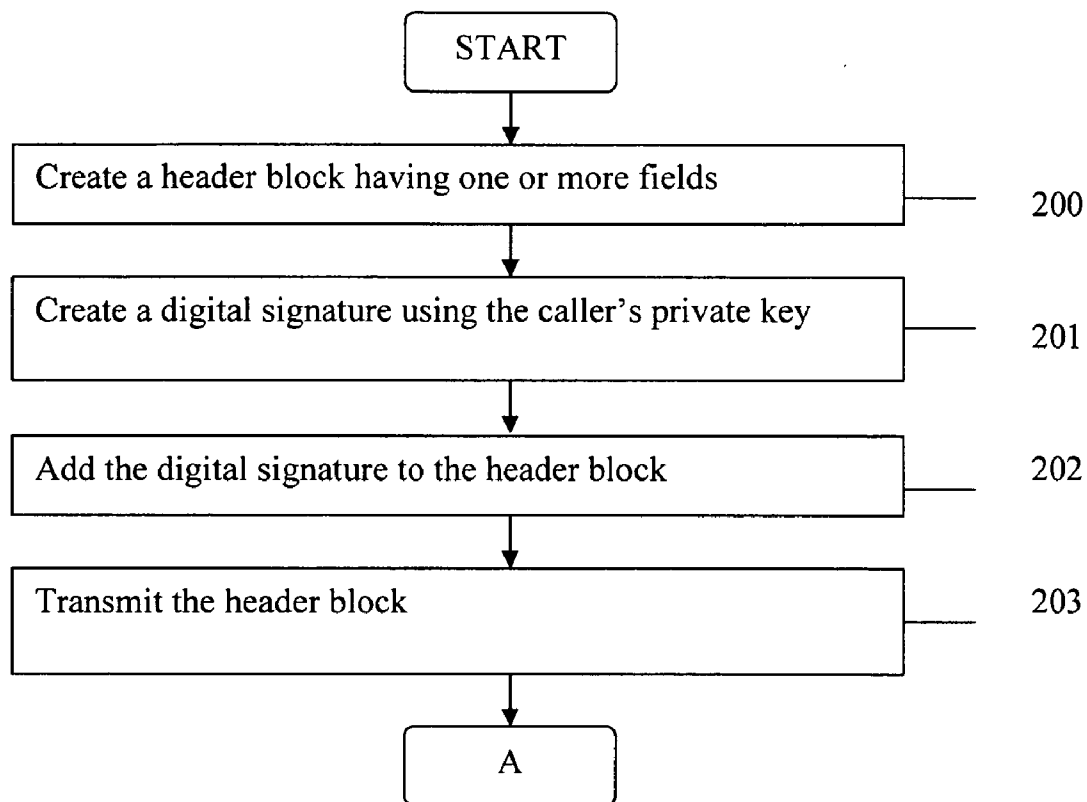 START
Create a header block having one or more fields
200
Create a digital signature using the caller's private key
201
Add the digital signature to the header block
202
Transmit the header block
203
A